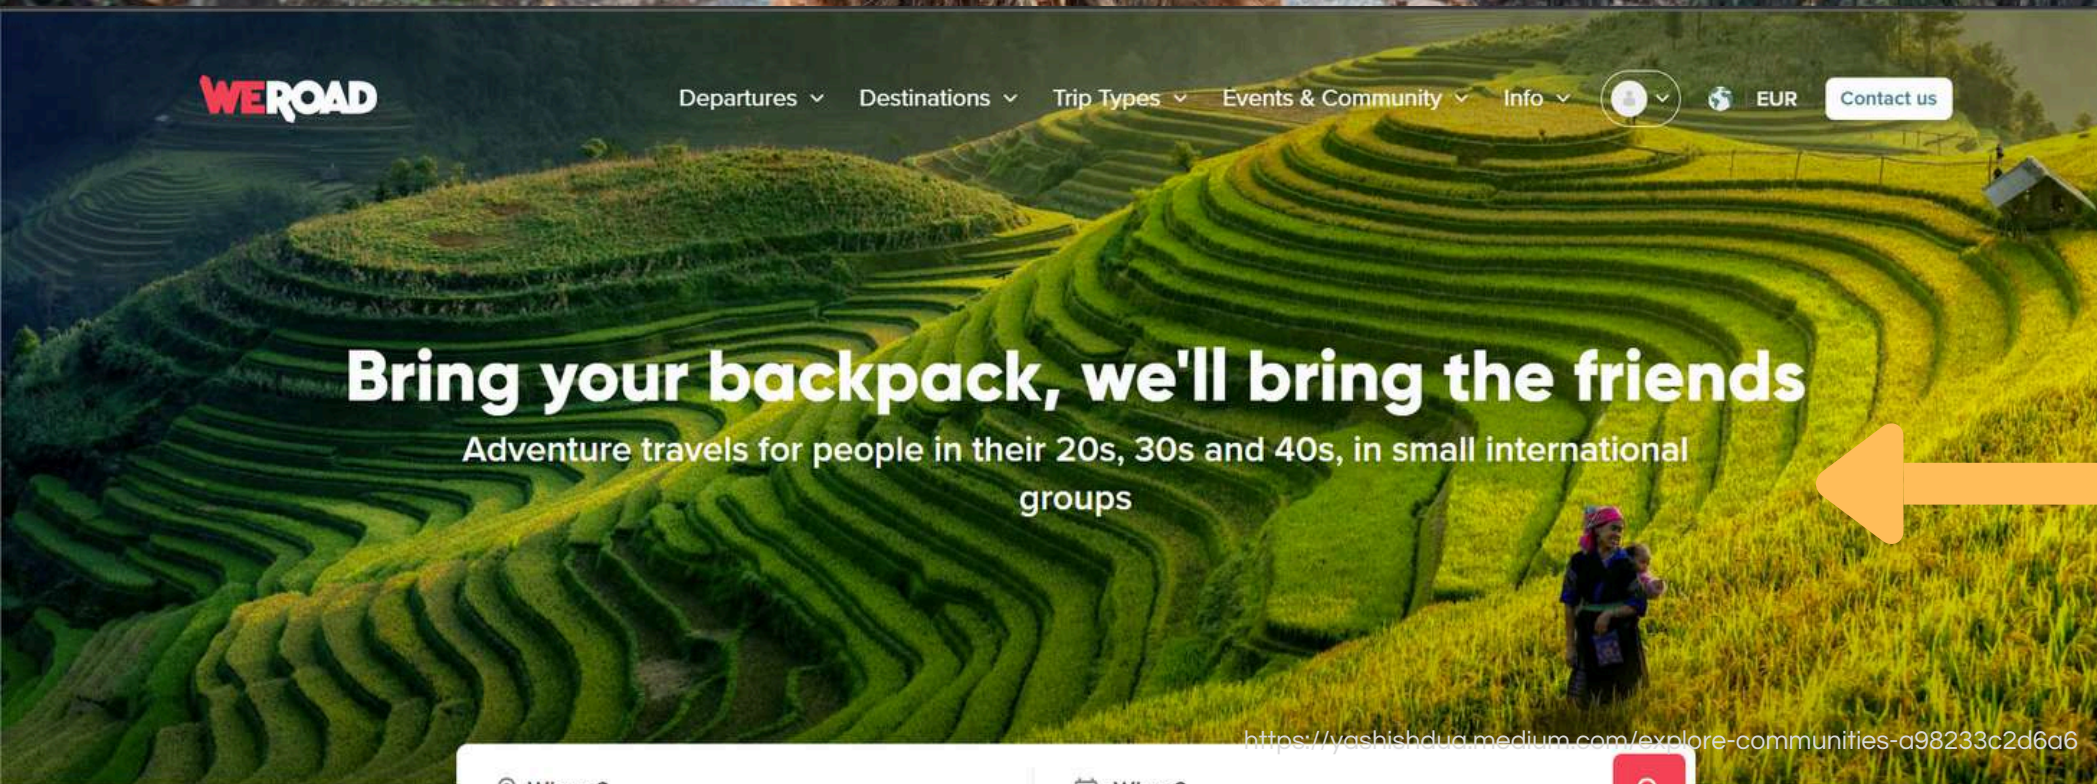 WEROAD
Departures
Destinations
Trip Types
Events & Community
Info
EUR
Contact us
Bring your backpack, we'll bring the friends
Adventure travels for people in their 20s, 30s and 40s, in small international
groups
https://yashishdua.medium.com/explore-communities-a98233c2d6a6